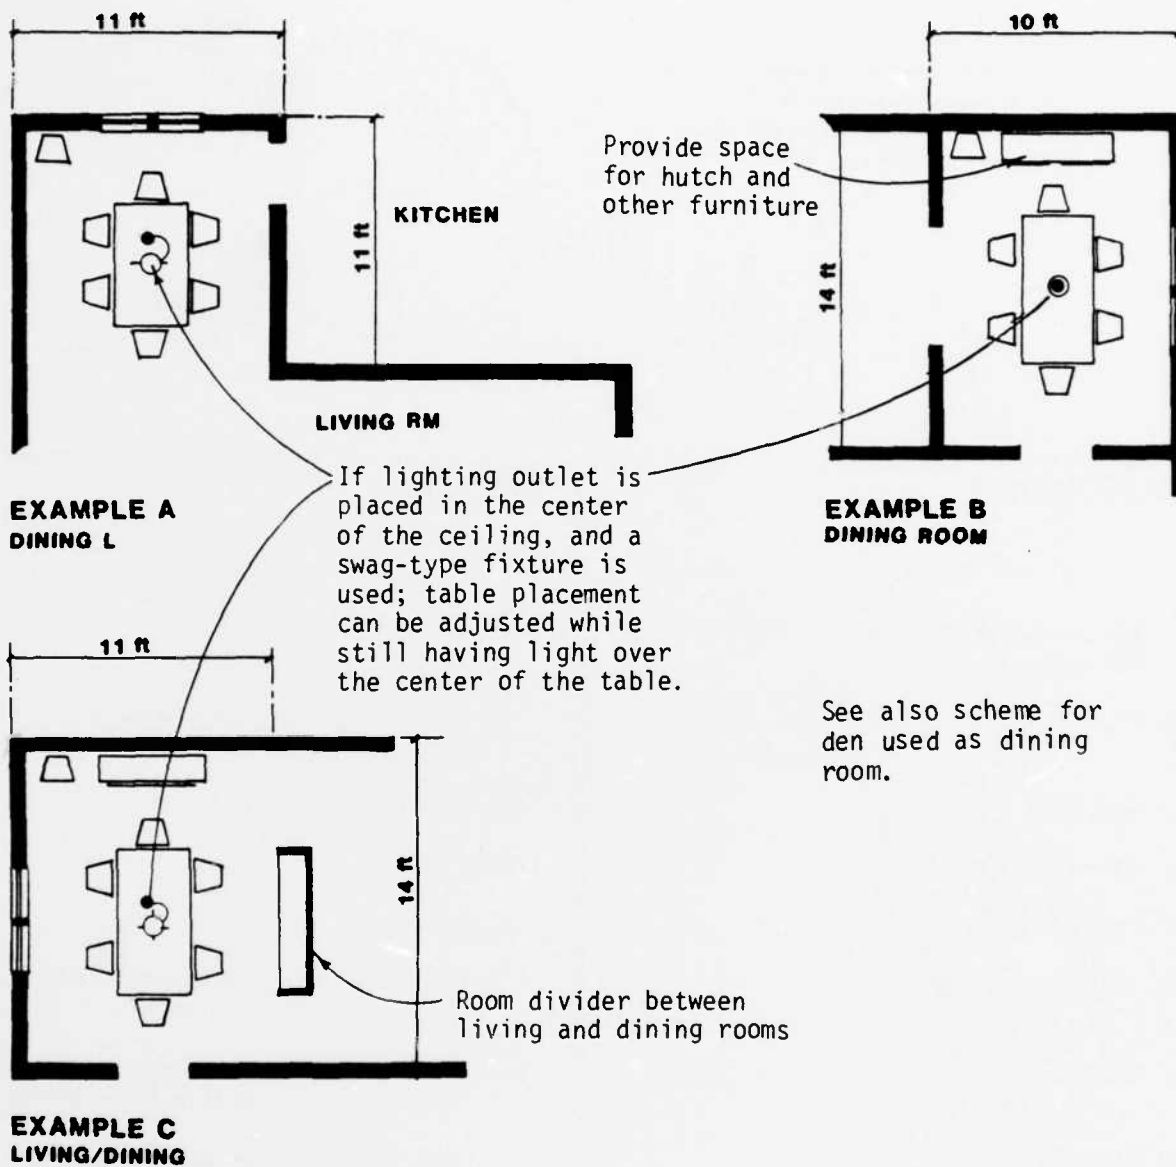 11 ft
10 ft
Provide space
for hutch and
other furniture
KITCHEN
11 ft
14 ft
LIVING RM
If lighting outlet is
placed in the center
of the ceiling, and a
swag-type fixture is
used; table placement
can be adjusted while
still having light over
the center of the table.
EXAMPLE A
DINING L
EXAMPLE B
DINING ROOM
11 ft
See also scheme for
den used as dining
room.
14 ft
Room divider between
living and dining rooms
EXAMPLE C
LIVING/DINING